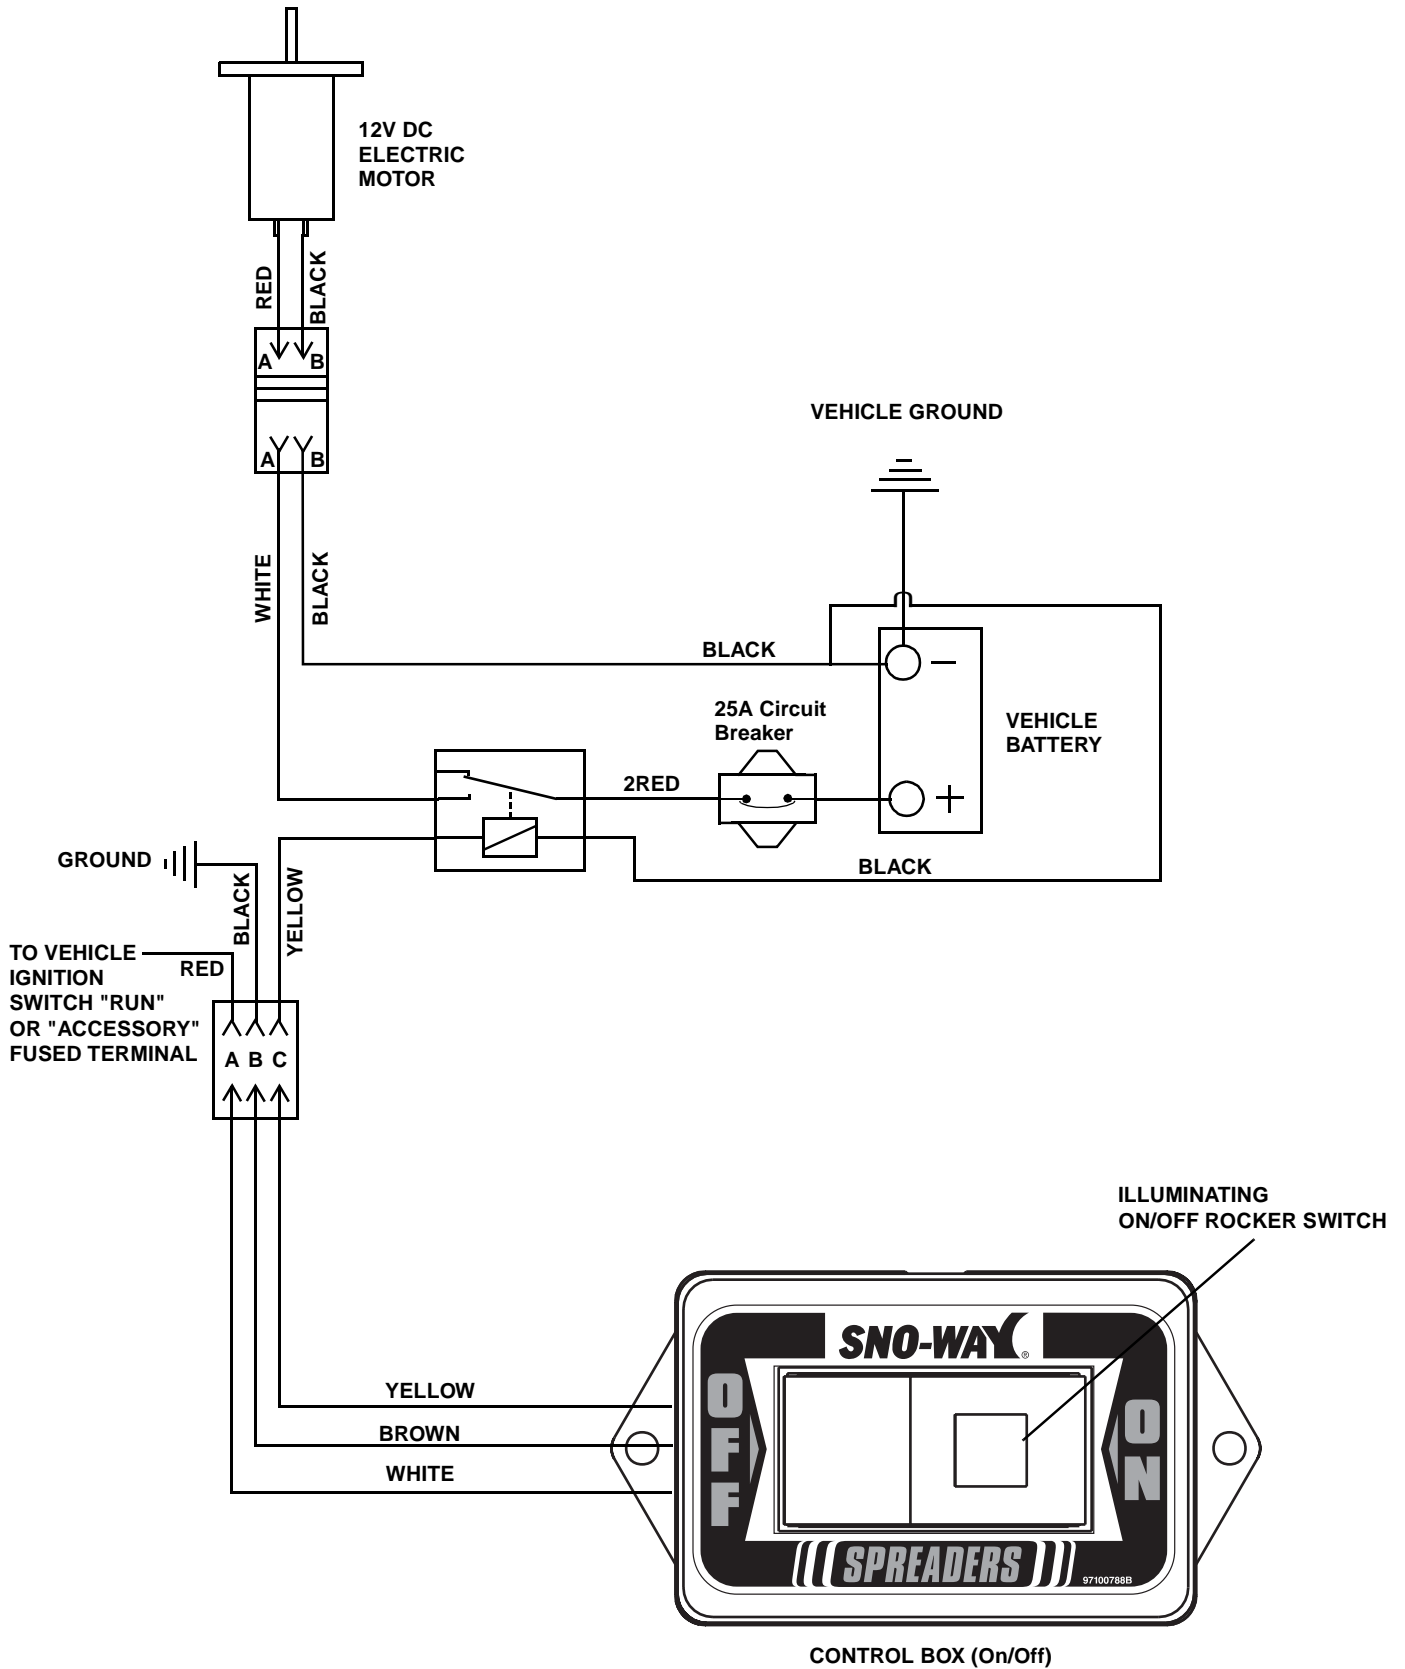 12V DC
ELECTRIC
MOTOR
RED
BLACK
A
B
A
B
VEHICLE GROUND
WHITE
BLACK
BLACK
25A Circuit
Breaker
VEHICLE
BATTERY
2RED
GROUND
BLACK
BLACK
YELLOW
TO VEHICLE
IGNITION
SWITCH "RUN"
OR "ACCESSORY"
FUSED TERMINAL
RED
A B C
ILLUMINATING
ON/OFF ROCKER SWITCH
SNO-WAY®
OFF
ON
YELLOW
BROWN
WHITE
SPREADERS
97100788B
CONTROL BOX (On/Off)